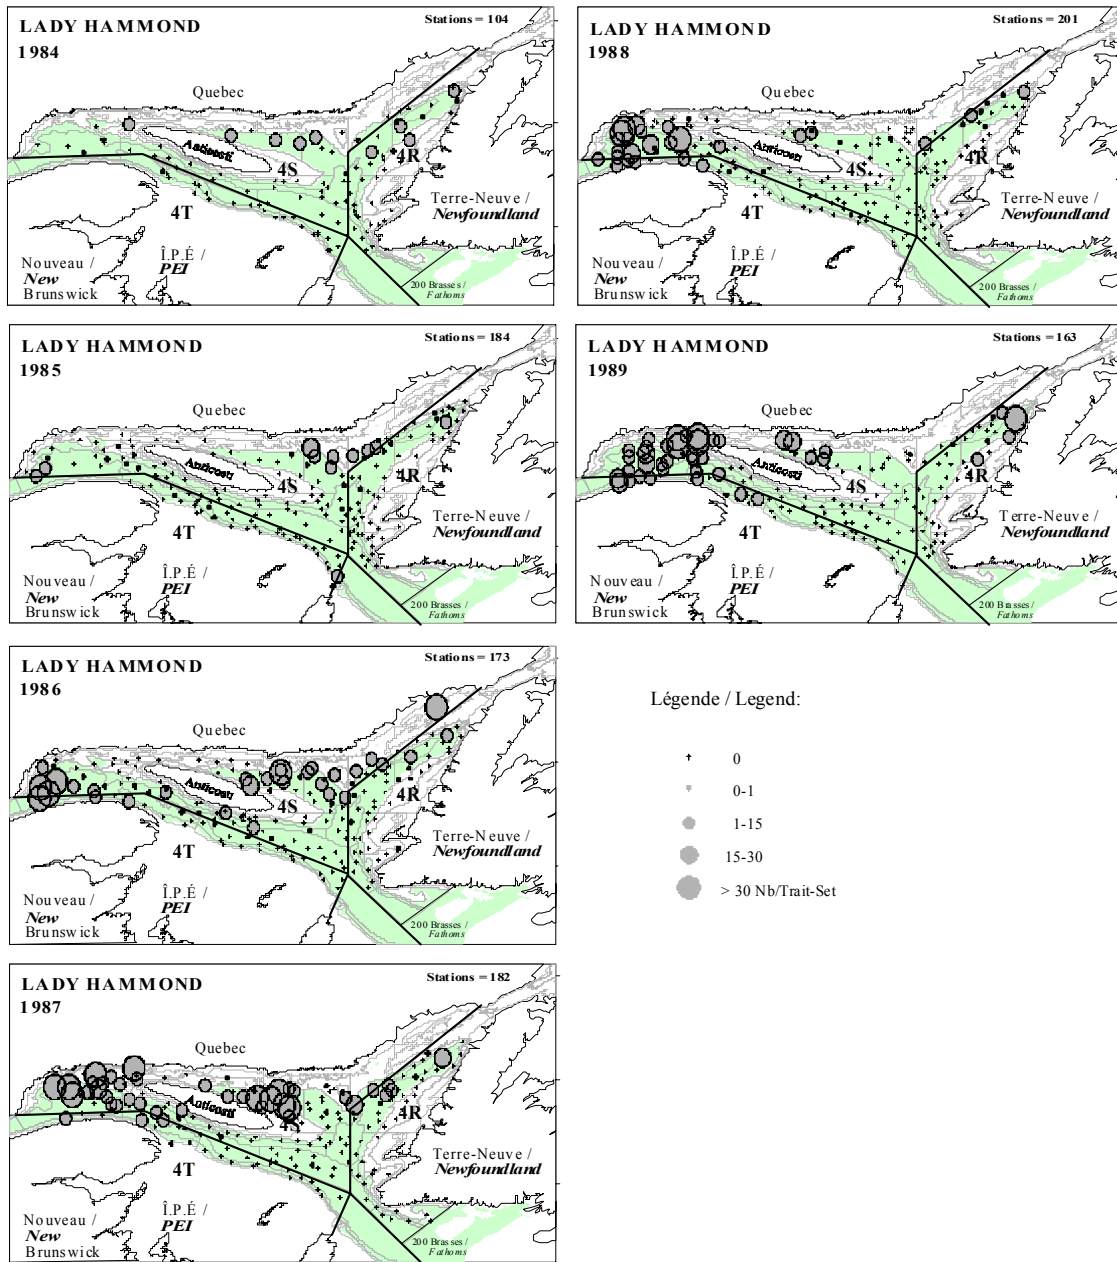 LADY HAMMOND
1984
Stations = 104
Quebec
Anticosti
4S
4R
4T
Terre-Neuve /
Newfoundland
Nouveau /
New
Brunswick
Î.P.É /
PEI
200 Brasses /
Fathoms
LADY HAMMOND
1988
Stations = 201
Quebec
Anticosti
4S
4R
4T
Terre-Neuve /
Newfoundland
Nouveau /
New
Brunswick
Î.P.É /
PEI
200 Brasses /
Fathoms
LADY HAMMOND
1985
Stations = 184
Quebec
Anticosti
4S
4R
4T
Terre-Neuve /
Newfoundland
Nouveau /
New
Brunswick
Î.P.É /
PEI
200 Brasses /
Fathoms
LADY HAMMOND
1989
Stations = 163
Quebec
Anticosti
4S
4R
4T
Terre-Neuve /
Newfoundland
Nouveau /
New
Brunswick
Î.P.É /
PEI
200 Brasses /
Fathoms
LADY HAMMOND
1986
Stations = 173
Quebec
Anticosti
4S
4R
4T
Terre-Neuve /
Newfoundland
Nouveau /
New
Brunswick
Î.P.É /
PEI
200 Brasses /
Fathoms
Légende / Legend:
0
0-1
1-15
15-30
> 30 Nb/Trait-Set
LADY HAMMOND
1987
Stations = 182
Quebec
Anticosti
4S
4R
4T
Terre-Neuve /
Newfoundland
Nouveau /
New
Brunswick
Î.P.É /
PEI
200 Brasses /
Fathoms